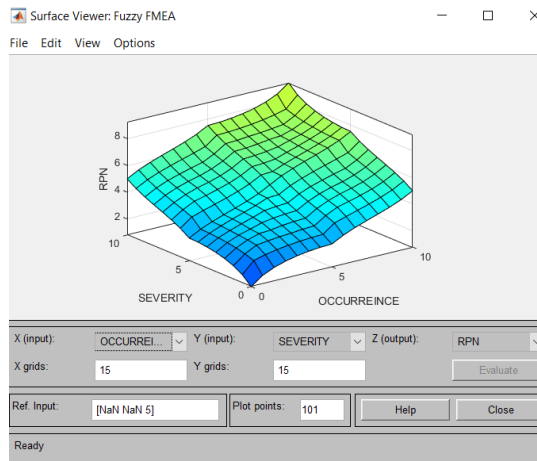 Surface Viewer: Fuzzy FMEA
File Edit View Options
8
6
4
2
RPN
10
5
0
0
5
10
SEVERITY
OCCURREINCE
X (input): OCCURREI... Y (input): SEVERITY Z (output): RPN
X grids: 15 Y grids: 15 Evaluate
Ref. Input: [NaN NaN 5] Plot points: 101 Help Close
Ready